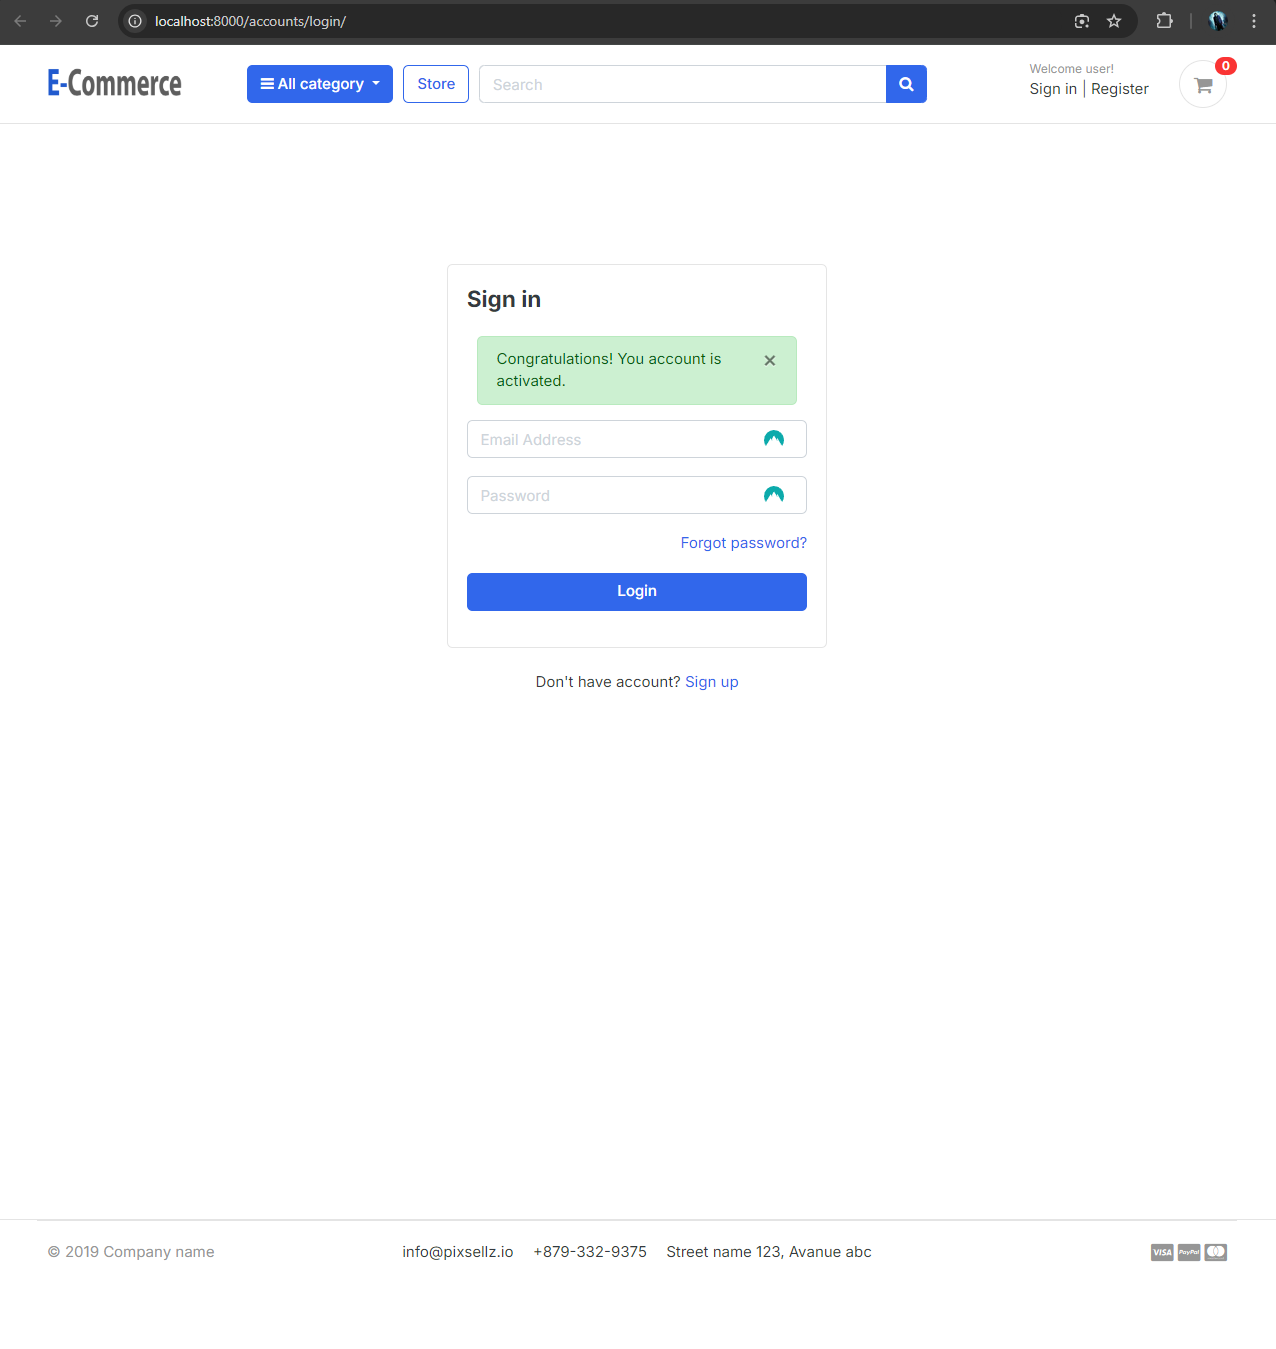 localhost:8000/accounts/login/
E-Commerce
All category
Store
Search
Welcome user!
Sign in | Register
0
Sign in
Congratulations! You account is
activated.
Email Address
Password
Forgot password?
Login
Don't have account? Sign up
© 2019 Company name
info@pixsellz.io
+879-332-9375
Street name 123, Avanue abc
VISA
PayPal